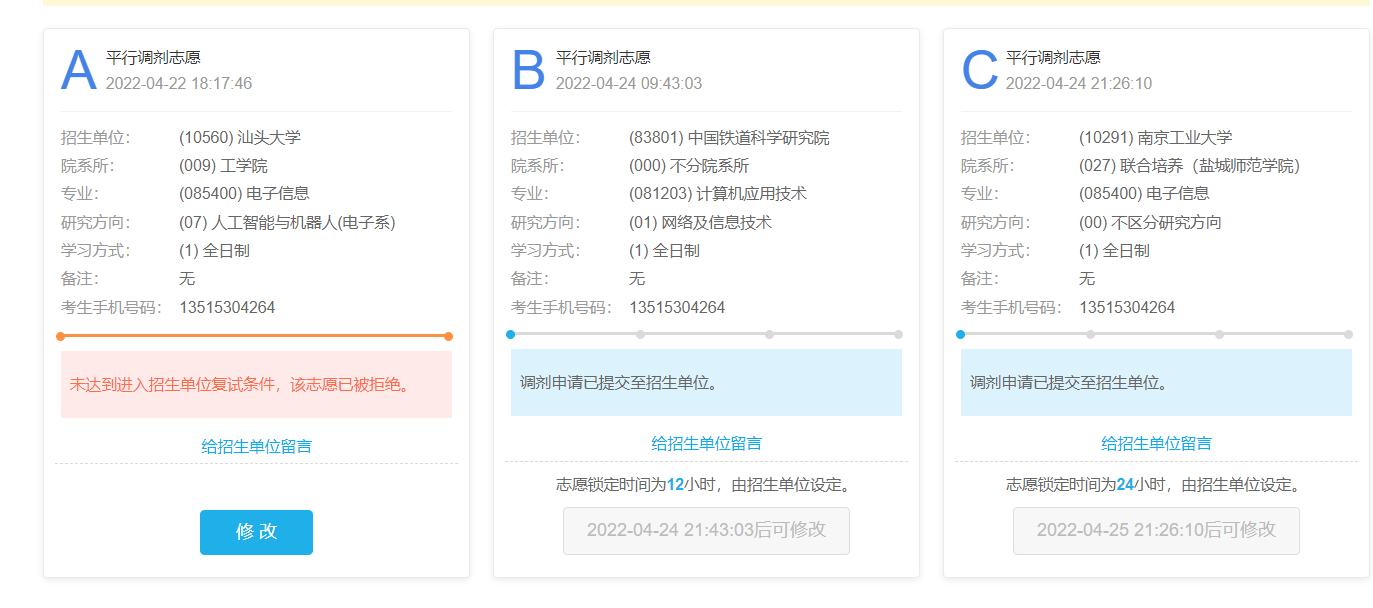 A
平行调剂志愿
2022-04-22 18:17:46
招生单位： (10560) 汕头大学
院系所： (009) 工学院
专业： (085400) 电子信息
研究方向： (07) 人工智能与机器人(电子系)
学习方式： (1) 全日制
备注： 无
考生手机号码： 13515304264
未达到进入招生单位复试条件，该志愿已被拒绝。
给招生单位留言
修 改
B
平行调剂志愿
2022-04-24 09:43:03
招生单位： (83801) 中国铁道科学研究院
院系所： (000) 不分院系所
专业： (081203) 计算机应用技术
研究方向： (01) 网络及信息技术
学习方式： (1) 全日制
备注： 无
考生手机号码： 13515304264
调剂申请已提交至招生单位。
给招生单位留言
志愿锁定时间为12小时，由招生单位设定。
2022-04-24 21:43:03后可修改
C
平行调剂志愿
2022-04-24 21:26:10
招生单位： (10291) 南京工业大学
院系所： (027) 联合培养（盐城师范学院）
专业： (085400) 电子信息
研究方向： (00) 不区分研究方向
学习方式： (1) 全日制
备注： 无
考生手机号码： 13515304264
调剂申请已提交至招生单位。
给招生单位留言
志愿锁定时间为24小时，由招生单位设定。
2022-04-25 21:26:10后可修改